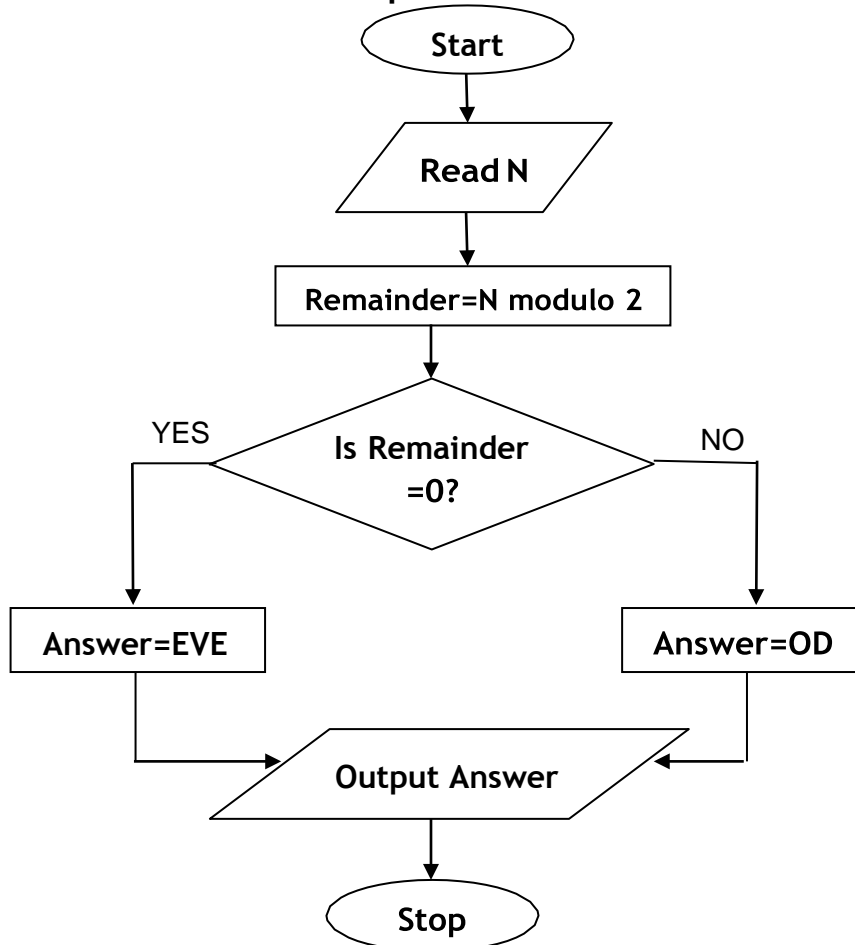 Start
Read N
Remainder=N modulo 2
YES
NO
Is Remainder
=0?
Answer=EVE
Answer=OD
Output Answer
Stop